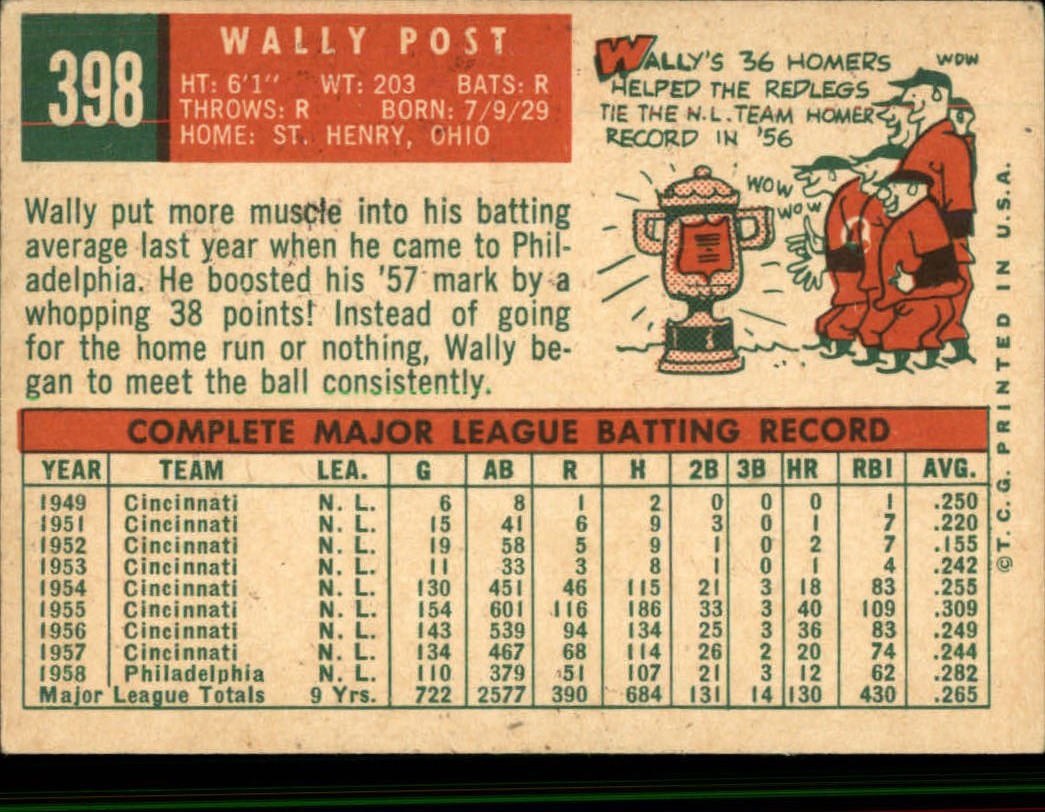 398
WALLY POST
HT: 6'1" WT: 203 BATS: R
THROWS: R BORN: 7/9/29
HOME: ST. HENRY, OHIO
WALLY'S 36 HOMERS
HELPED THE REDLEGS
TIE THE N.L. TEAM HOMER
RECORD IN '56
WOW
WOW
WOW
Wally put more muscle into his batting
average last year when he came to Phil-
adelphia. He boosted his '57 mark by a
whopping 38 points! Instead of going
for the home run or nothing, Wally be-
gan to meet the ball consistently.
COMPLETE MAJOR LEAGUE BATTING RECORD
YEAR TEAM LEA. G AB R H 2B 3B HR RBI AVG.
1949 Cincinnati N. L. 6 8 1 2 0 0 0 1 .250
1951 Cincinnati N. L. 15 41 6 9 3 0 1 7 .220
1952 Cincinnati N. L. 19 58 5 9 1 0 2 7 .155
1953 Cincinnati N. L. 11 33 3 8 1 0 1 4 .242
1954 Cincinnati N. L. 130 451 46 115 21 3 18 83 .255
1955 Cincinnati N. L. 154 601 116 186 33 3 40 109 .309
1956 Cincinnati N. L. 143 539 94 134 25 3 36 83 .249
1957 Cincinnati N. L. 134 467 68 114 26 2 20 74 .244
1958 Philadelphia N. L. 110 379 51 107 21 3 12 62 .282
Major League Totals 9 Yrs. 722 2577 390 684 131 14 130 430 .265
©T.C.G. PRINTED IN U.S.A.